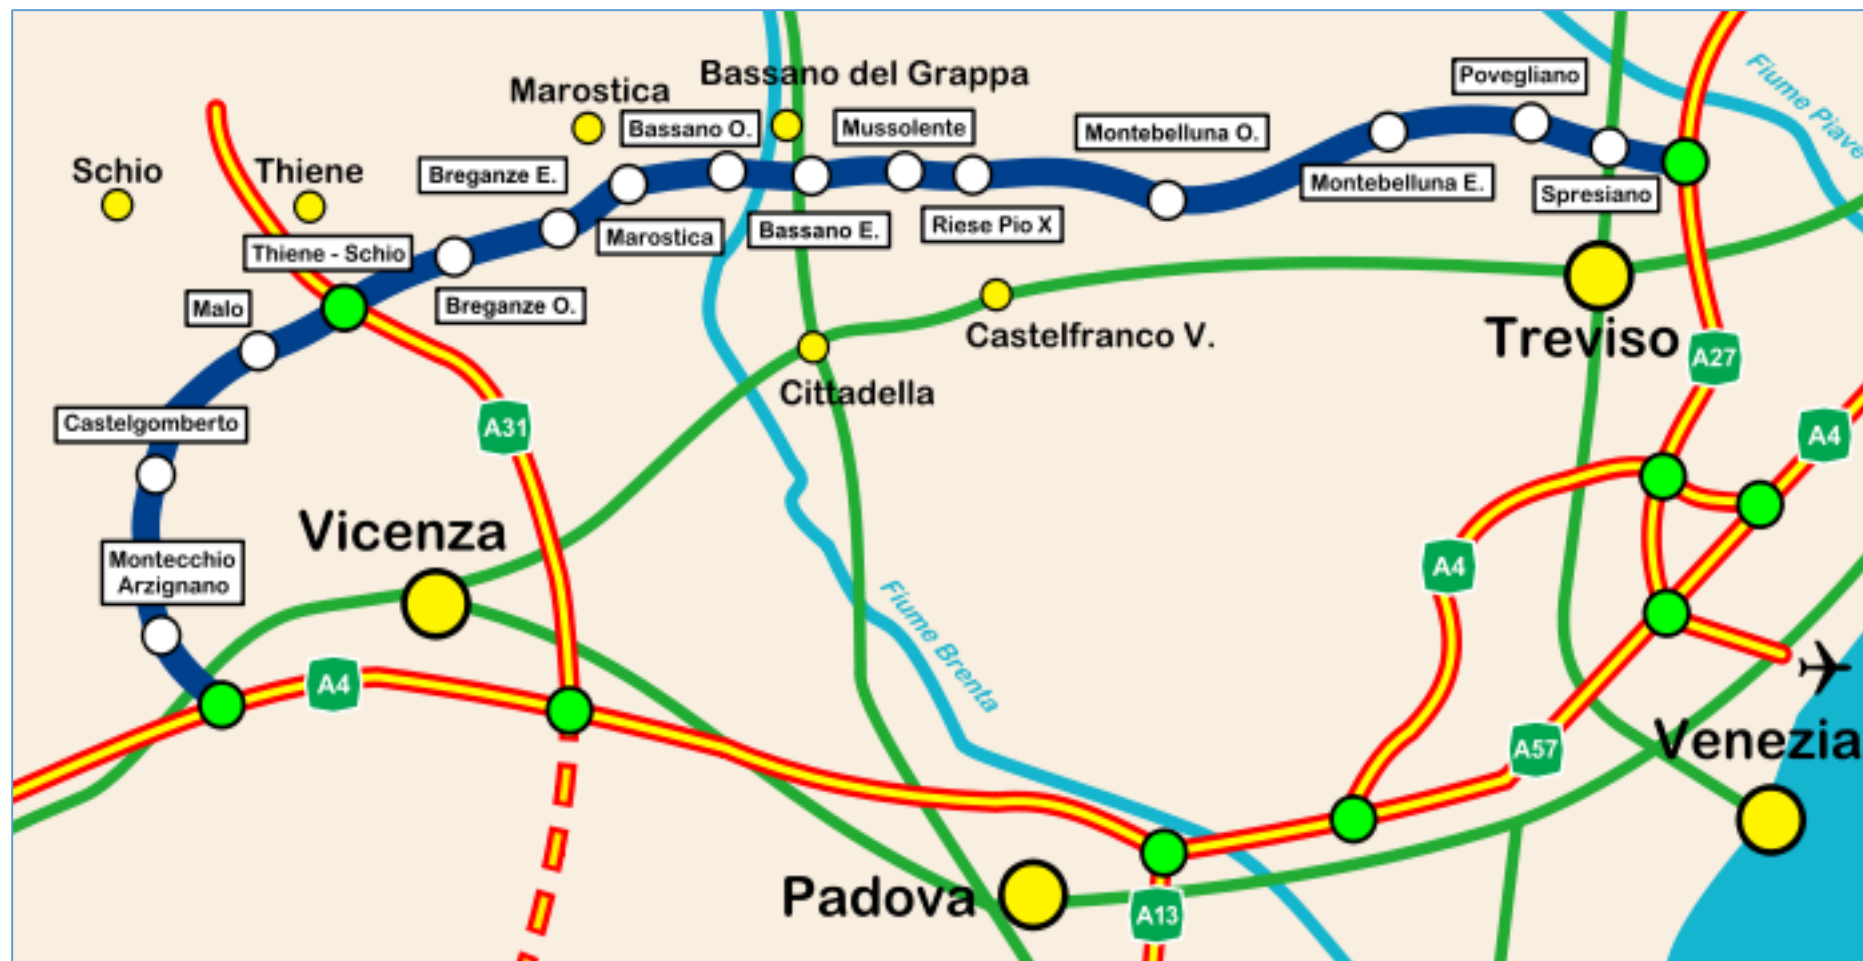 Povegliano
Fiume Piave
Bassano del Grappa
Marostica
Bassano O.
Mussolente
Montebelluna O.
Schio
Thiene
Breganze E.
Montebelluna E.
Spresiano
Marostica
Bassano E.
Riese Pio X
Thiene - Schio
Malo
Breganze O.
Castelfranco V.
Treviso
A27
Cittadella
Castelgomberto
A31
A4
Vicenza
Montecchio
Arzignano
A4
Fiume Brenta
A4
Venezia
A57
Padova
A13